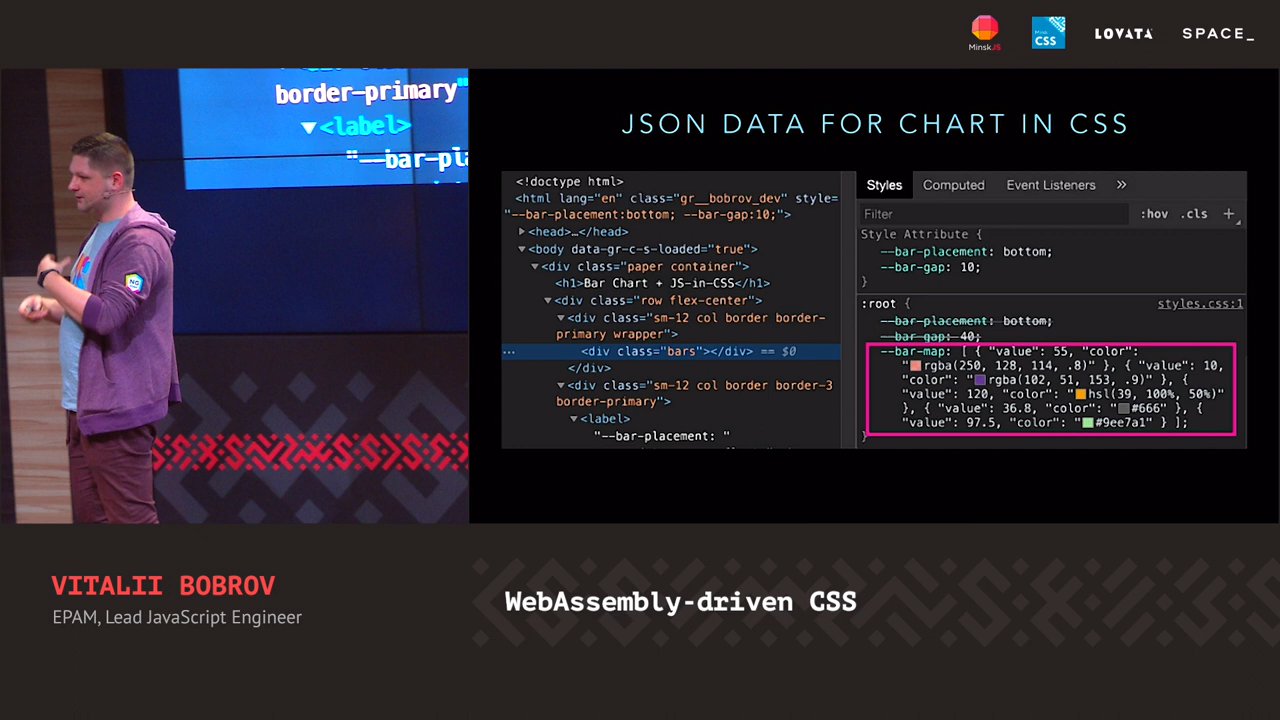 MinskJS
Minsk
CSS
LOVATA
SPACE_
border-primary"
▼<label>
"--bar-pla
NG
JSON DATA FOR CHART IN CSS
<!doctype html>
<html lang="en" class="gr__bobrov_dev" style=
"--bar-placement:bottom; --bar-gap:10;">
▶<head>…</head>
▼<body data-gr-c-s-loaded="true">
▼<div class="paper container">
<h1>Bar Chart + JS-in-CSS</h1>
▼<div class="row flex-center">
▼<div class="sm-12 col border border-
primary wrapper">
… <div class="bars"></div> == $0
</div>
▼<div class="sm-12 col border border-3
border-primary">
▼<label>
"--bar-placement: "
Styles Computed Event Listeners »
Filter :hov .cls +
Style Attribute {
--bar-placement: bottom;
--bar-gap: 10;
}
:root { styles.css:1
--bar-placement: bottom;
--bar-gap: 40;
--bar-map: [ { "value": 55, "color":
"rgba(250, 128, 114, .8)" }, { "value": 10,
"color": "rgba(102, 51, 153, .9)" }, {
"value": 120, "color": "hsl(39, 100%, 50%)"
}, { "value": 36.8, "color": "#666" }, {
"value": 97.5, "color": "#9ee7a1" } ];
}
VITALII BOBROV
EPAM, Lead JavaScript Engineer
WebAssembly-driven CSS